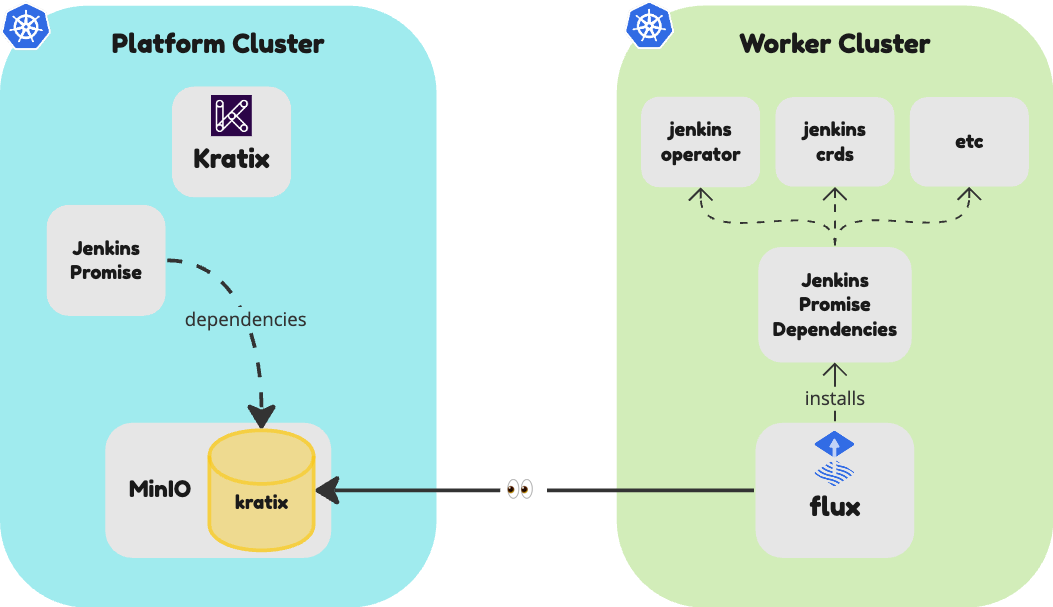 Platform Cluster
Kratix
Jenkins
Promise
dependencies
MinIO
kratix
Worker Cluster
jenkins
operator
jenkins
crds
etc
Jenkins
Promise
Dependencies
installs
flux